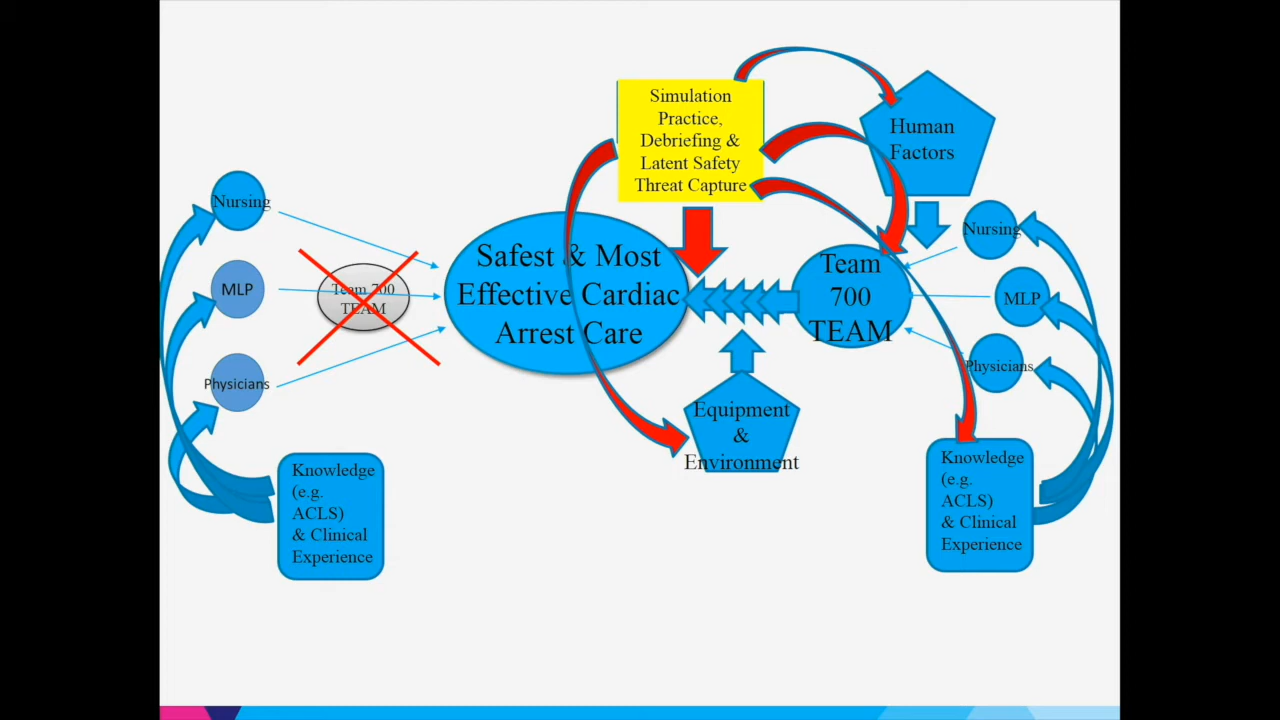 Simulation
Practice,
Debriefing &
Latent Safety
Threat Capture
Human
Factors
Nursing
MLP
Physicians
Team 700
TEAM
Safest & Most
Effective Cardiac
Arrest Care
Team
700
TEAM
Nursing
MLP
Physicians
Equipment
&
Environment
Knowledge
(e.g.
ACLS)
& Clinical
Experience
Knowledge
(e.g.
ACLS)
& Clinical
Experience